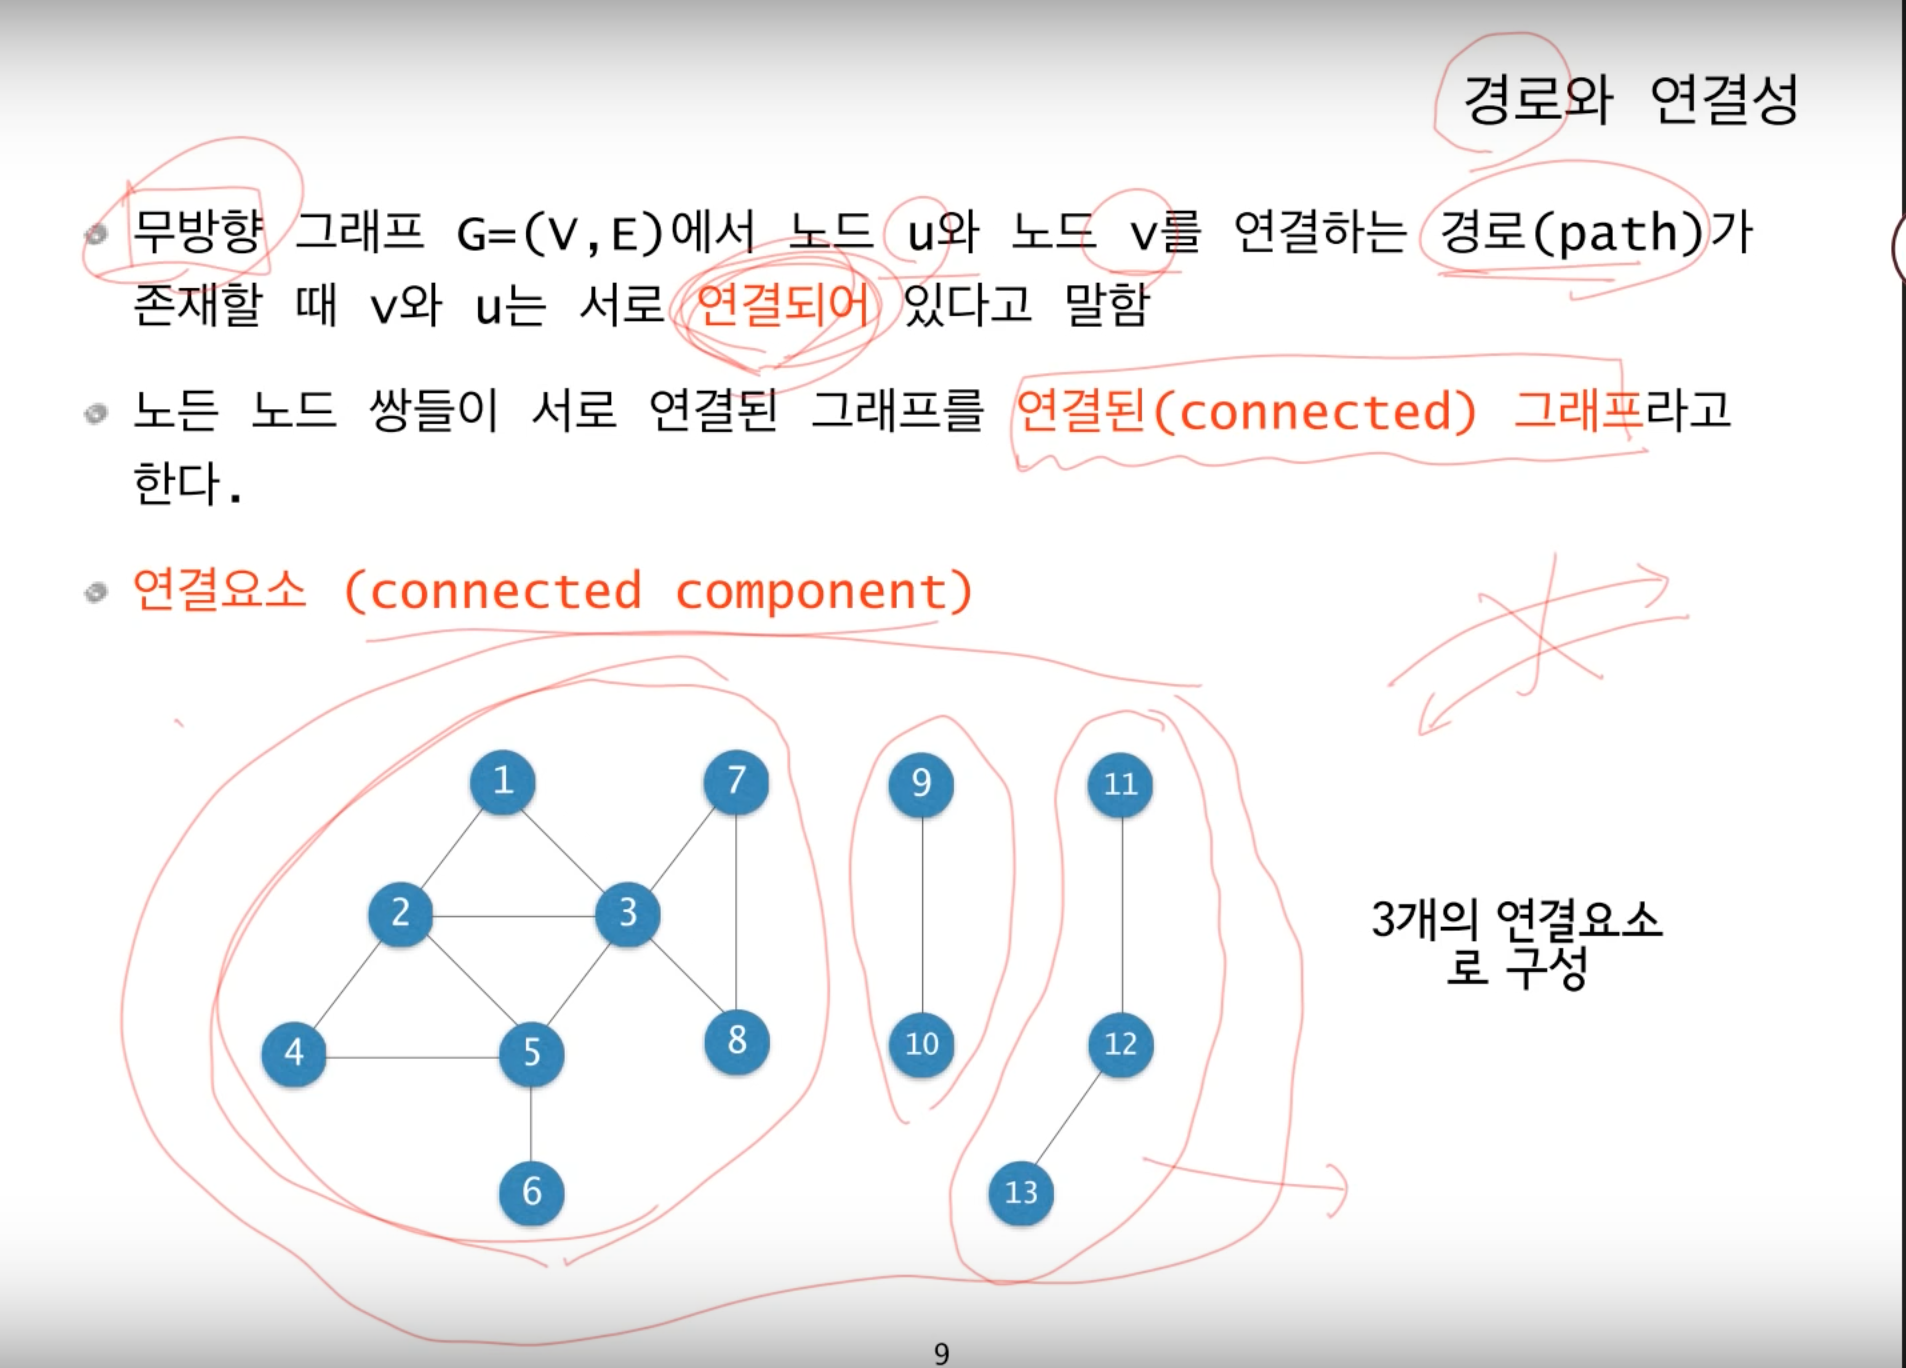 경로와 연결성
무방향 그래프 G=(V,E)에서 노드 u와 노드 v를 연결하는 경로(path)가
존재할 때 v와 u는 서로 연결되어 있다고 말함
노든 노드 쌍들이 서로 연결된 그래프를 연결된(connected) 그래프라고
한다.
연결요소 (connected component)
1
7
9
11
2
3
3개의 연결요소
로 구성
4
5
8
10
12
6
13
9